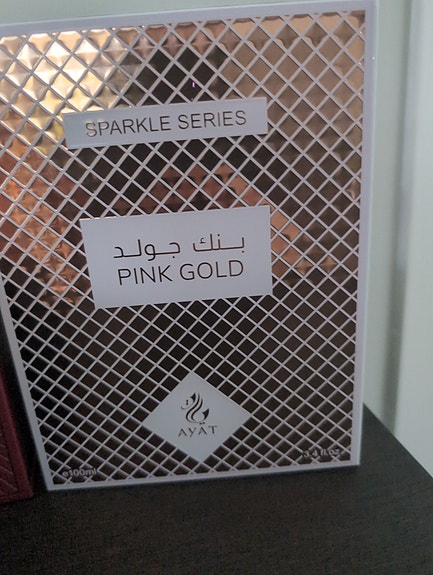 SPARKLE SERIES
بنك جولد
PINK GOLD
AYAT
e100ml
3.4 fl.oz